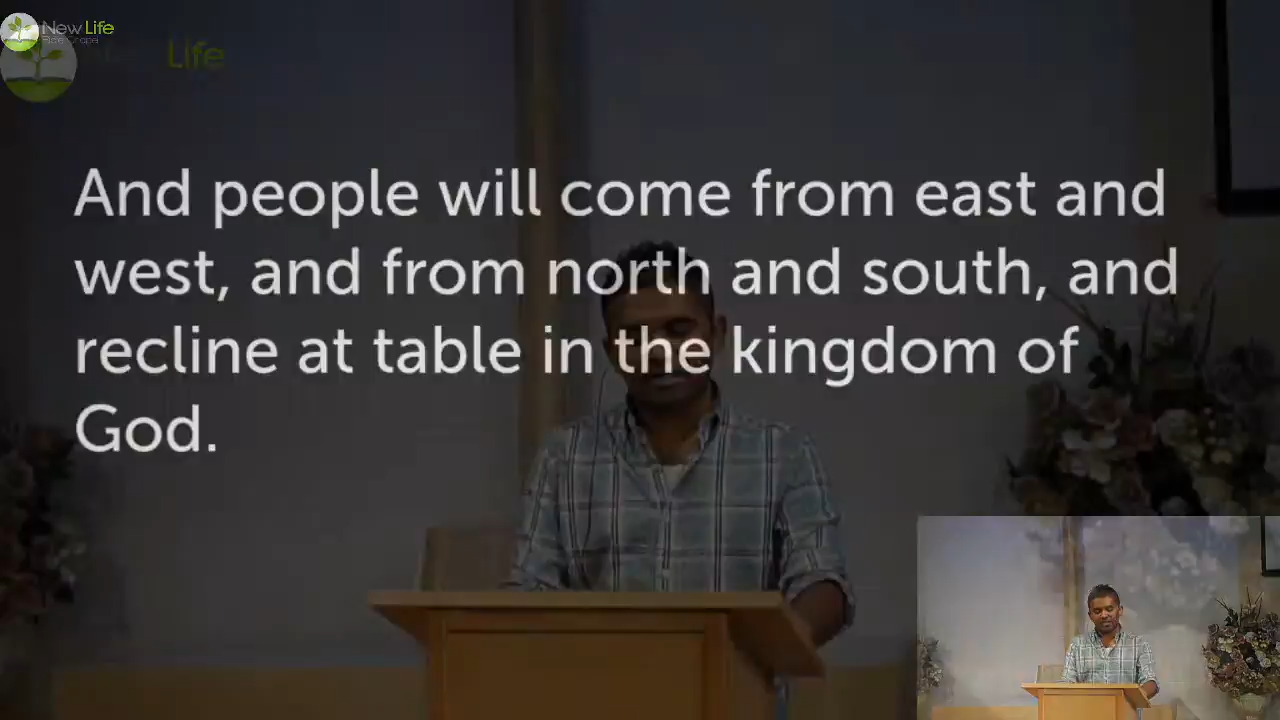 New Life
Life
And people will come from east and
west, and from north and south, and
recline at table in the kingdom of
God.